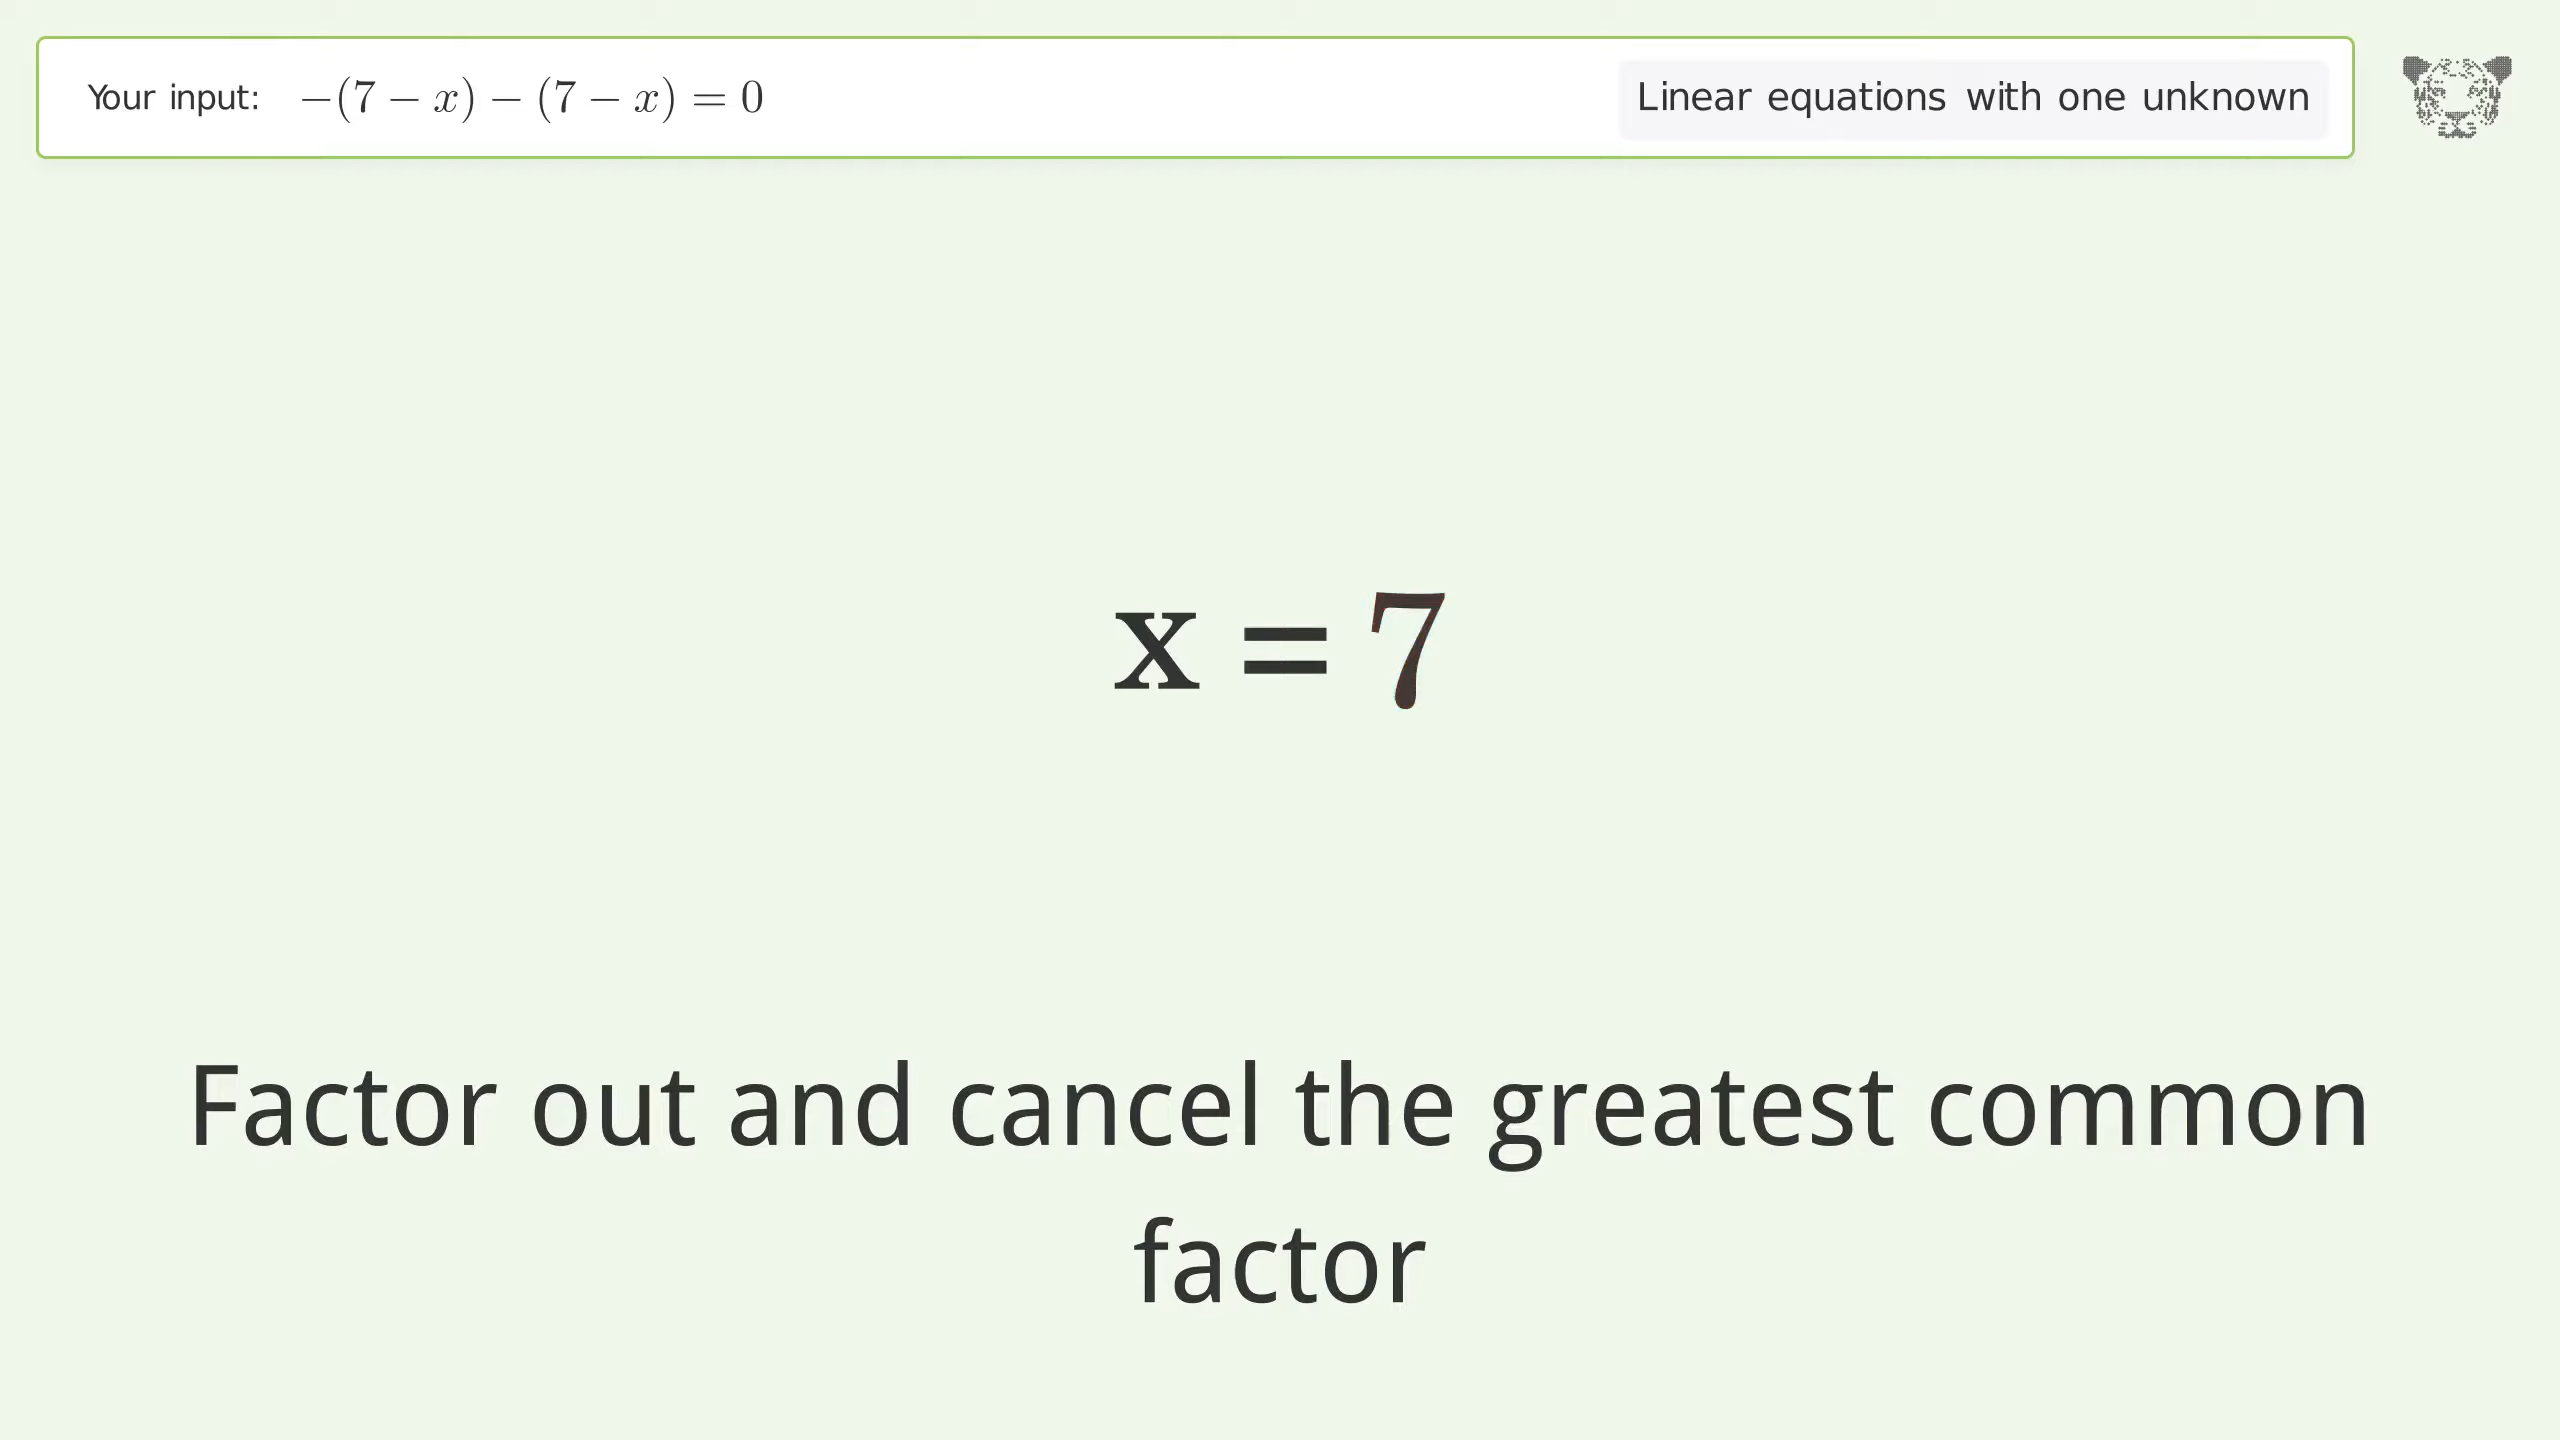 Your input: −(7 − x) − (7 − x) = 0
Linear equations with one unknown
x = 7
Factor out and cancel the greatest common
factor